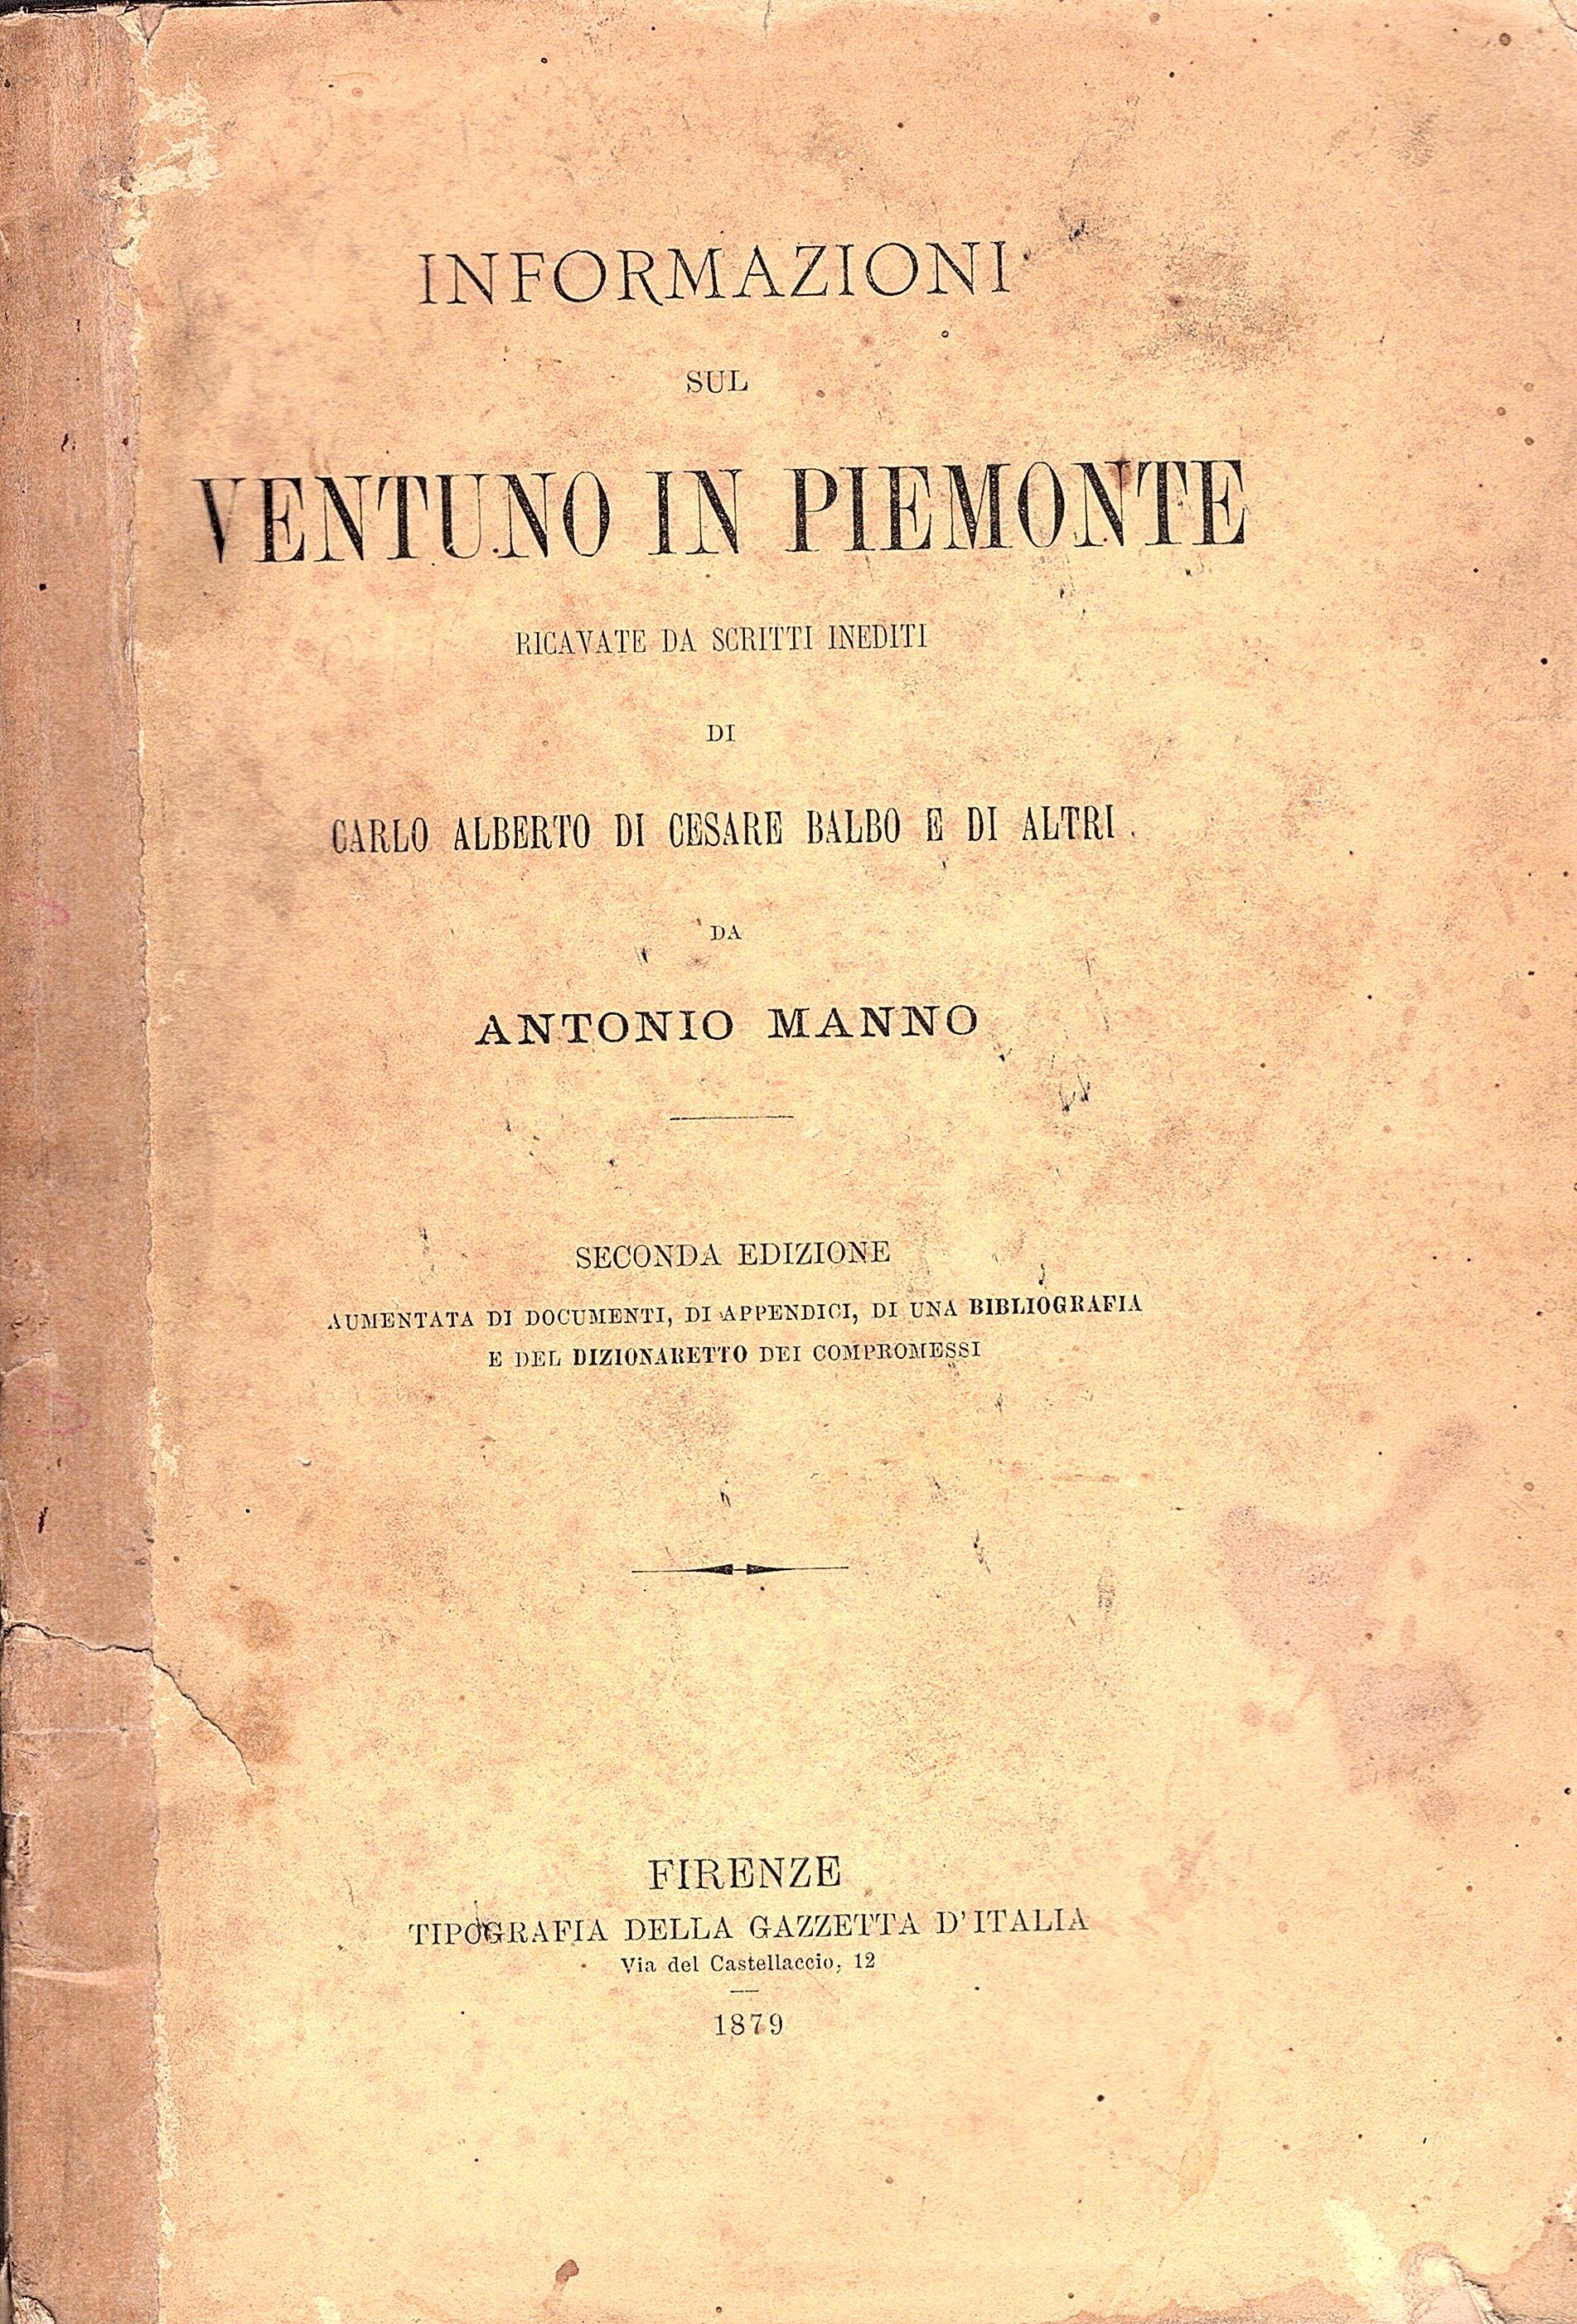 INFORMAZIONI
SUL
VENTUNO IN PIEMONTE
RICAVATE DA SCRITTI INEDITI
DI
CARLO ALBERTO DI CESARE BALBO E DI ALTRI
DA
ANTONIO MANNO
SECONDA EDIZIONE
AUMENTATA DI DOCUMENTI, DI APPENDICI, DI UNA BIBLIOGRAFIA
E DEL DIZIONARETTO DEI COMPROMESSI
FIRENZE
TIPOGRAFIA DELLA GAZZETTA D'ITALIA
Via del Castellaccio, 12
1879